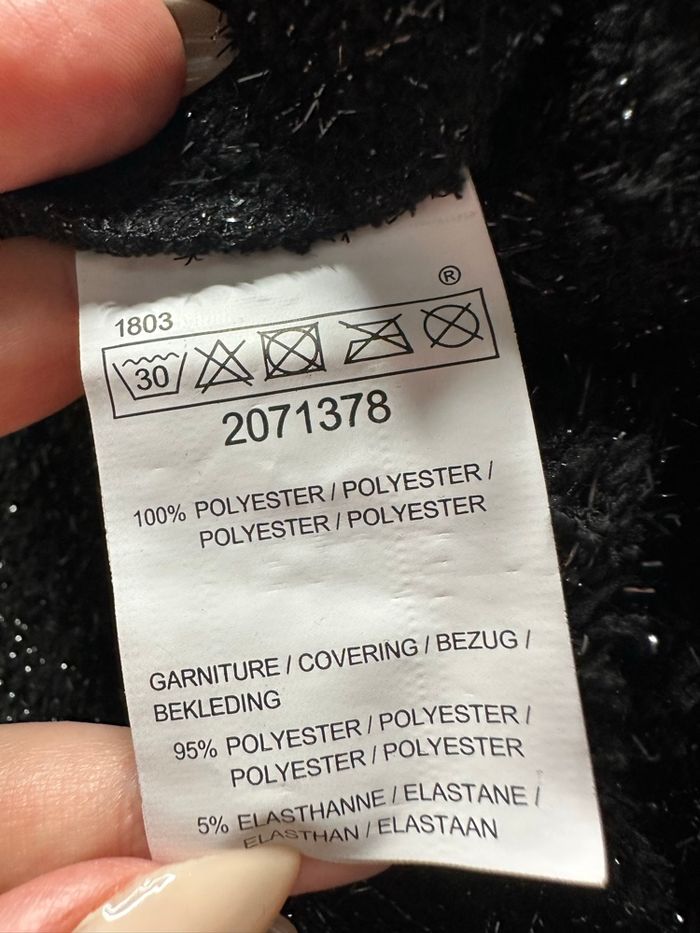 ®
1803
30
2071378
100% POLYESTER / POLYESTER /
POLYESTER / POLYESTER
GARNITURE / COVERING / BEZUG /
BEKLEDING
95% POLYESTER / POLYESTER /
POLYESTER / POLYESTER
5% ELASTHANNE / ELASTANE /
ELASTHAN / ELASTAAN